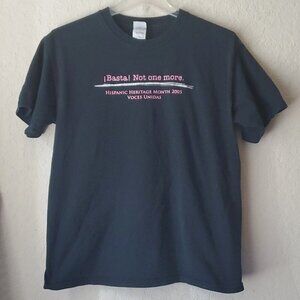 ¡Basta! Not one more.
Hispanic Heritage Month 2005
Voces Unidas